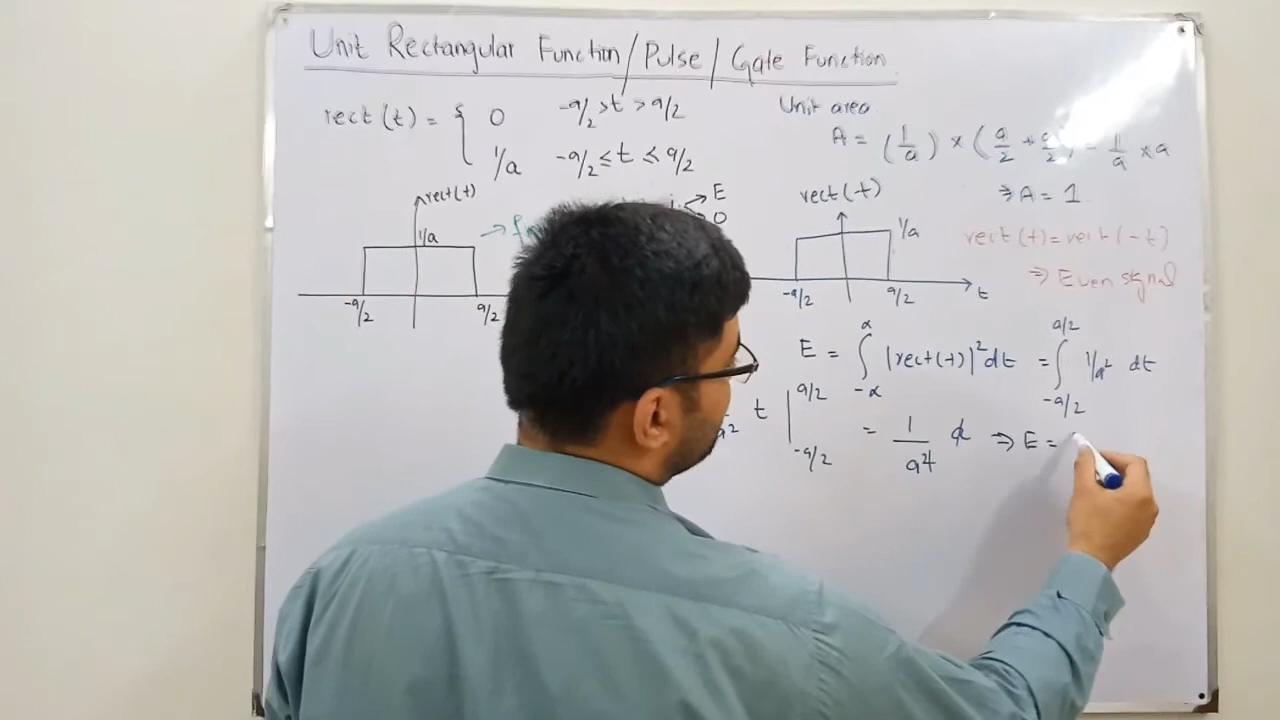 Unit Rectangular Function/Pulse/Gate Function
rect(t) = { 0 -a/2 > t > a/2
1/a -a/2 ≤ t ≤ a/2
rect(t)
1/a
-a/2 a/2
E
O
Unit area
A = (1/a) × (a/2 + a/2) = 1/a × a
⇒ A = 1
rect(t)
1/a
-a/2 a/2 t
rect(t) = rect(-t)
⇒ Even signal
E = ∫_{-α}^{α} |rect(t)|² dt = ∫_{-a/2}^{a/2} 1/a² dt
a² t |_{-a/2}^{a/2} = 1/a² a ⇒ E =